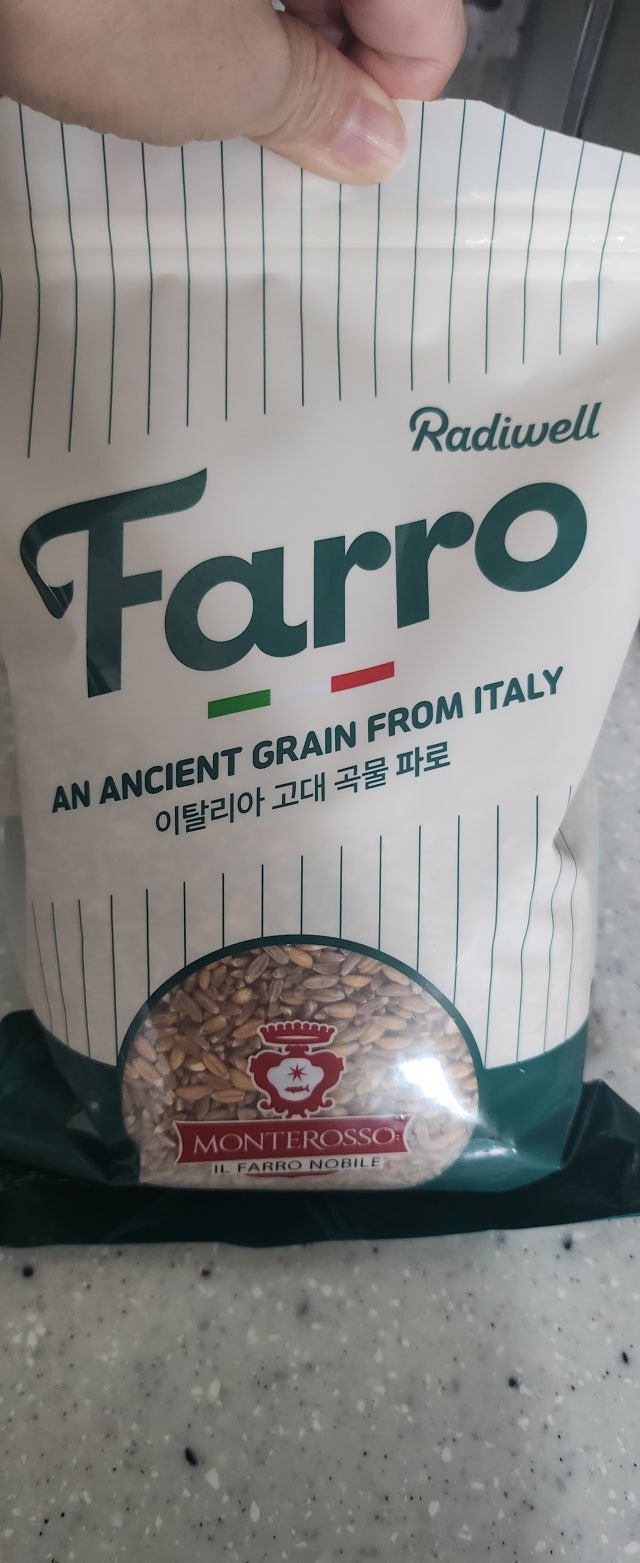 Radiwell
Farro
AN ANCIENT GRAIN FROM ITALY
이탈리아 고대 곡물 파로
MONTEROSSO
IL FARRO NOBILE